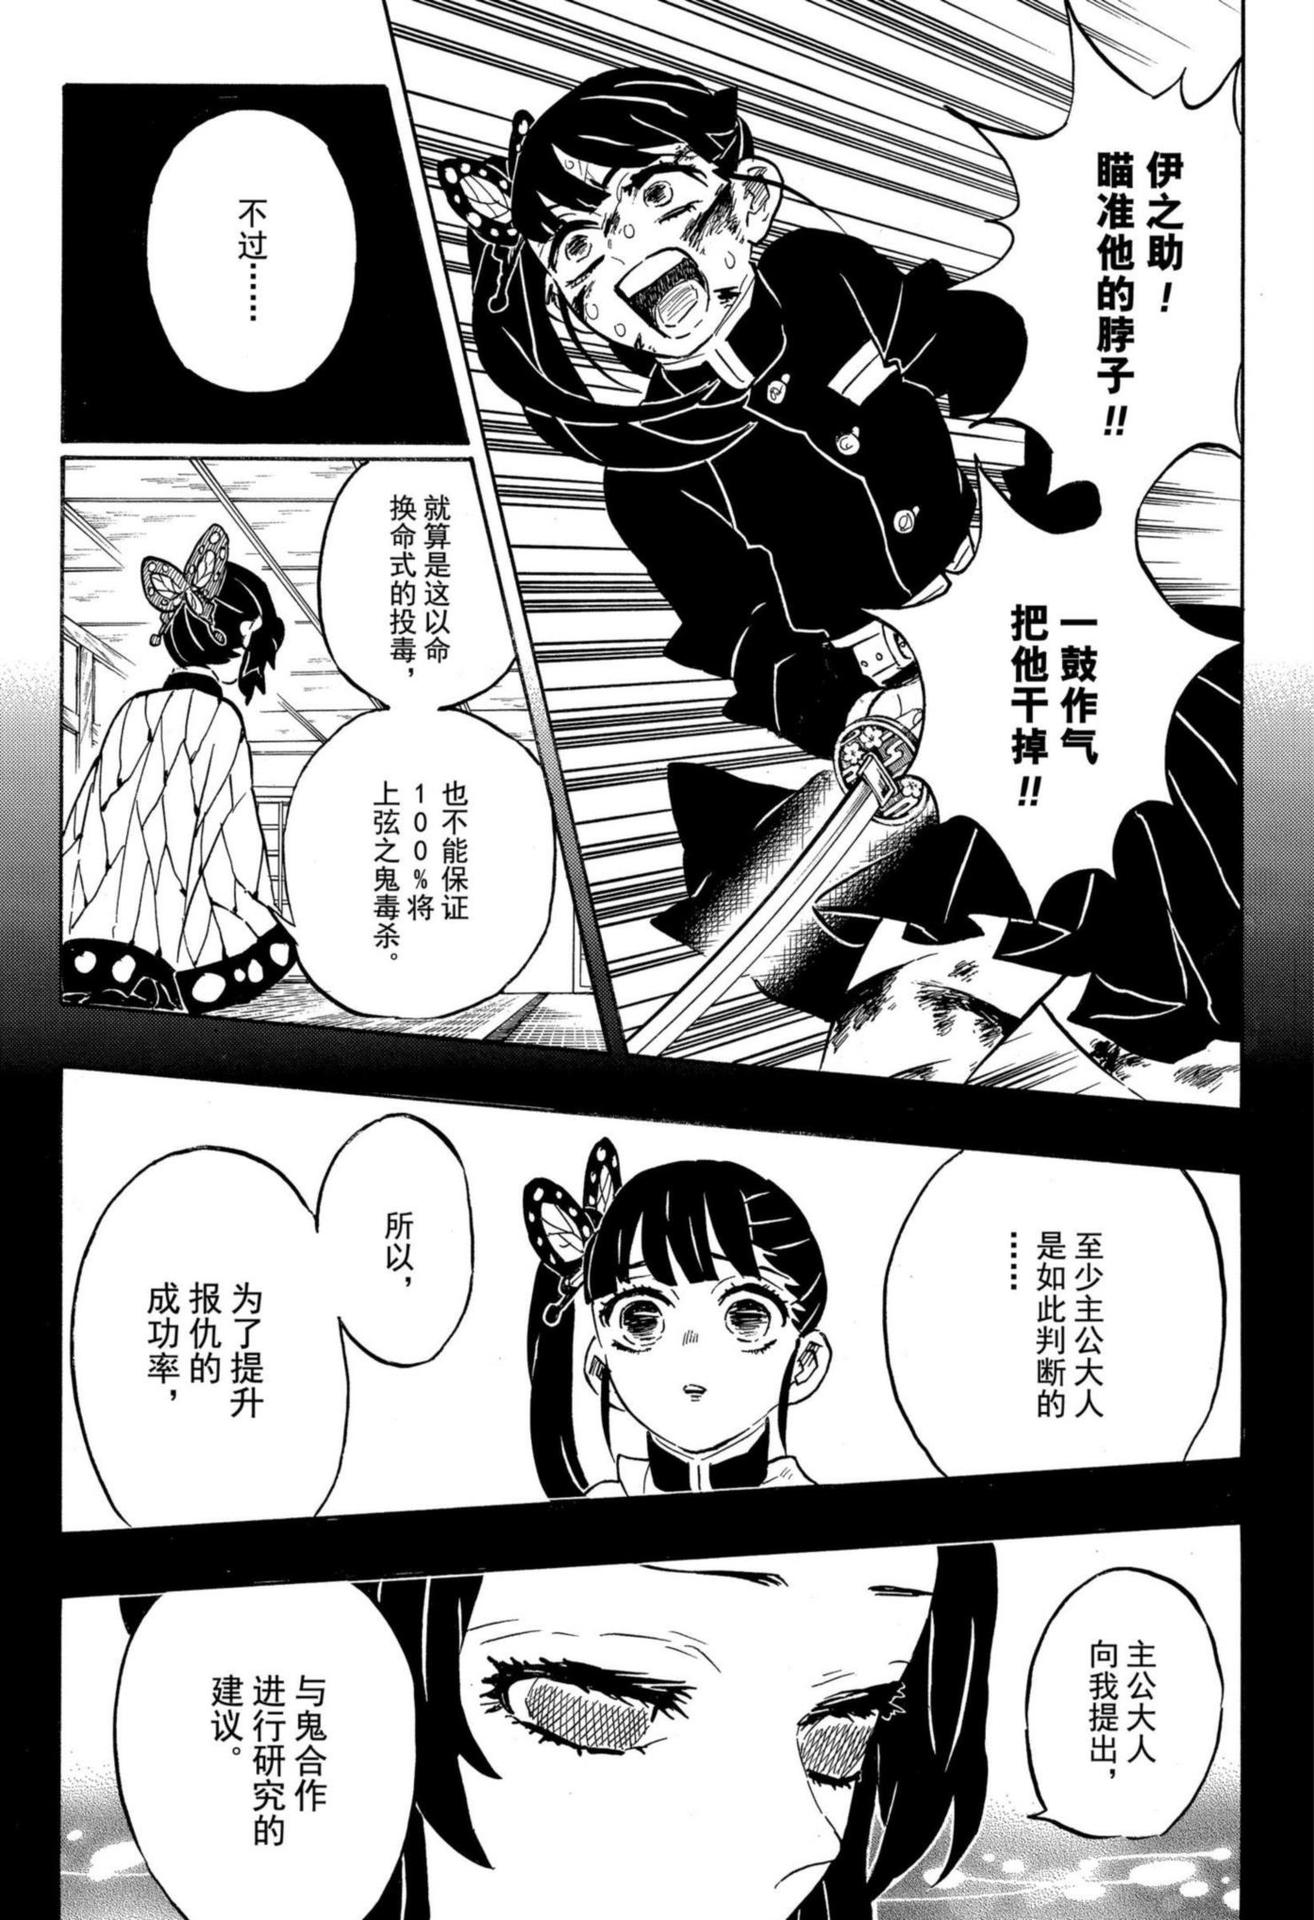 伊之助！
瞄准他的脖子!!
一鼓作气
把他干掉!!
不过……
就算是这以命
换命式的投毒，
也不能保证
100%将
上弦之鬼毒杀。
至少主公大人
是如此判断的
……
所以，
为了提升
报仇的
成功率，
主公大人
向我提出，
与鬼合作
进行研究的
建议。